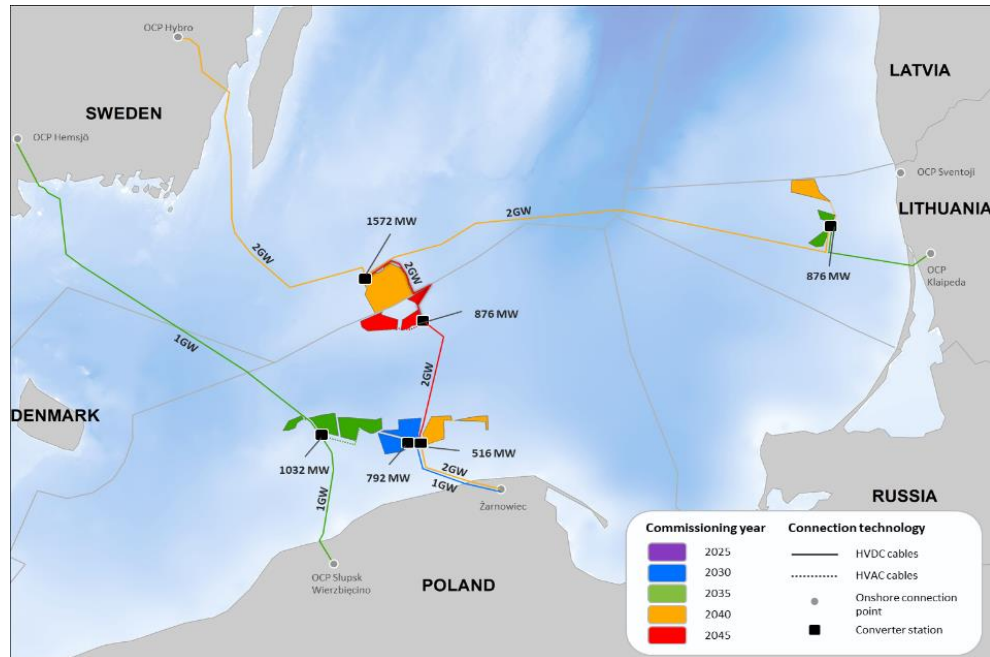 OCP Hybro
LATVIA
SWEDEN
OCP Hemsjö
OCP Sventoji
1572 MW
2GW
LITHUANIA
2GW
2GW
OCP
Klaipeda
876 MW
876 MW
1GW
2GW
DENMARK
516 MW
1032 MW
792 MW
2GW
1GW
1GW
Żarnowiec
RUSSIA
OCP Słupsk
Wierzbięcino
POLAND
Commissioning year
2025
2030
2035
2040
2045
Connection technology
HVDC cables
HVAC cables
Onshore connection
point
Converter station